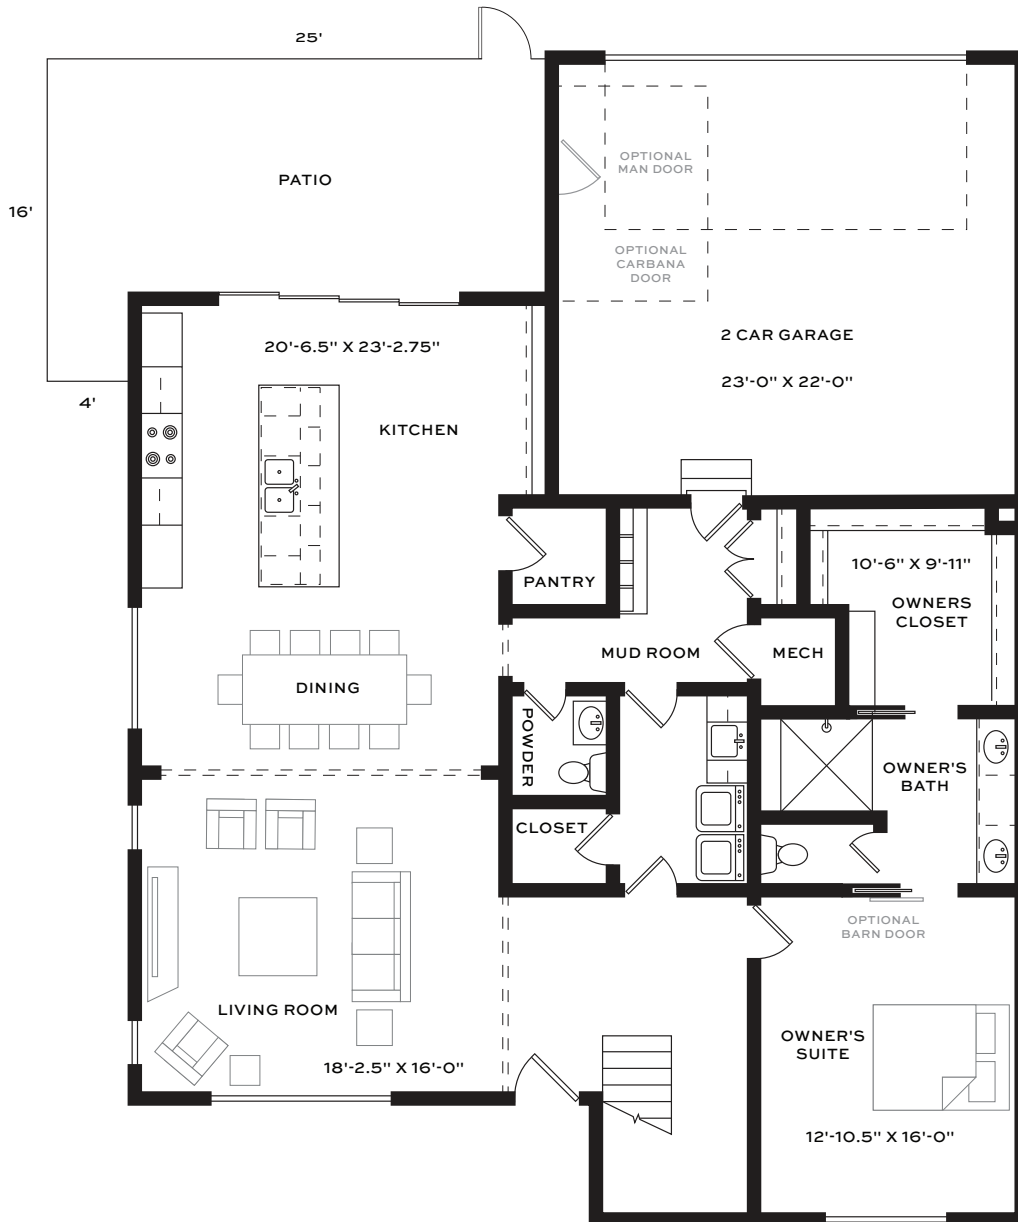 25'
PATIO
16'
4'
OPTIONAL
MAN DOOR
OPTIONAL
CARBANA
DOOR
2 CAR GARAGE
23'-0" X 22'-0"
20'-6.5" X 23'-2.75"
KITCHEN
PANTRY
10'-6" X 9'-11"
OWNERS
CLOSET
MUD ROOM
MECH
DINING
POWDER
OWNER'S
BATH
CLOSET
OPTIONAL
BARN DOOR
LIVING ROOM
18'-2.5" X 16'-0"
OWNER'S
SUITE
12'-10.5" X 16'-0"